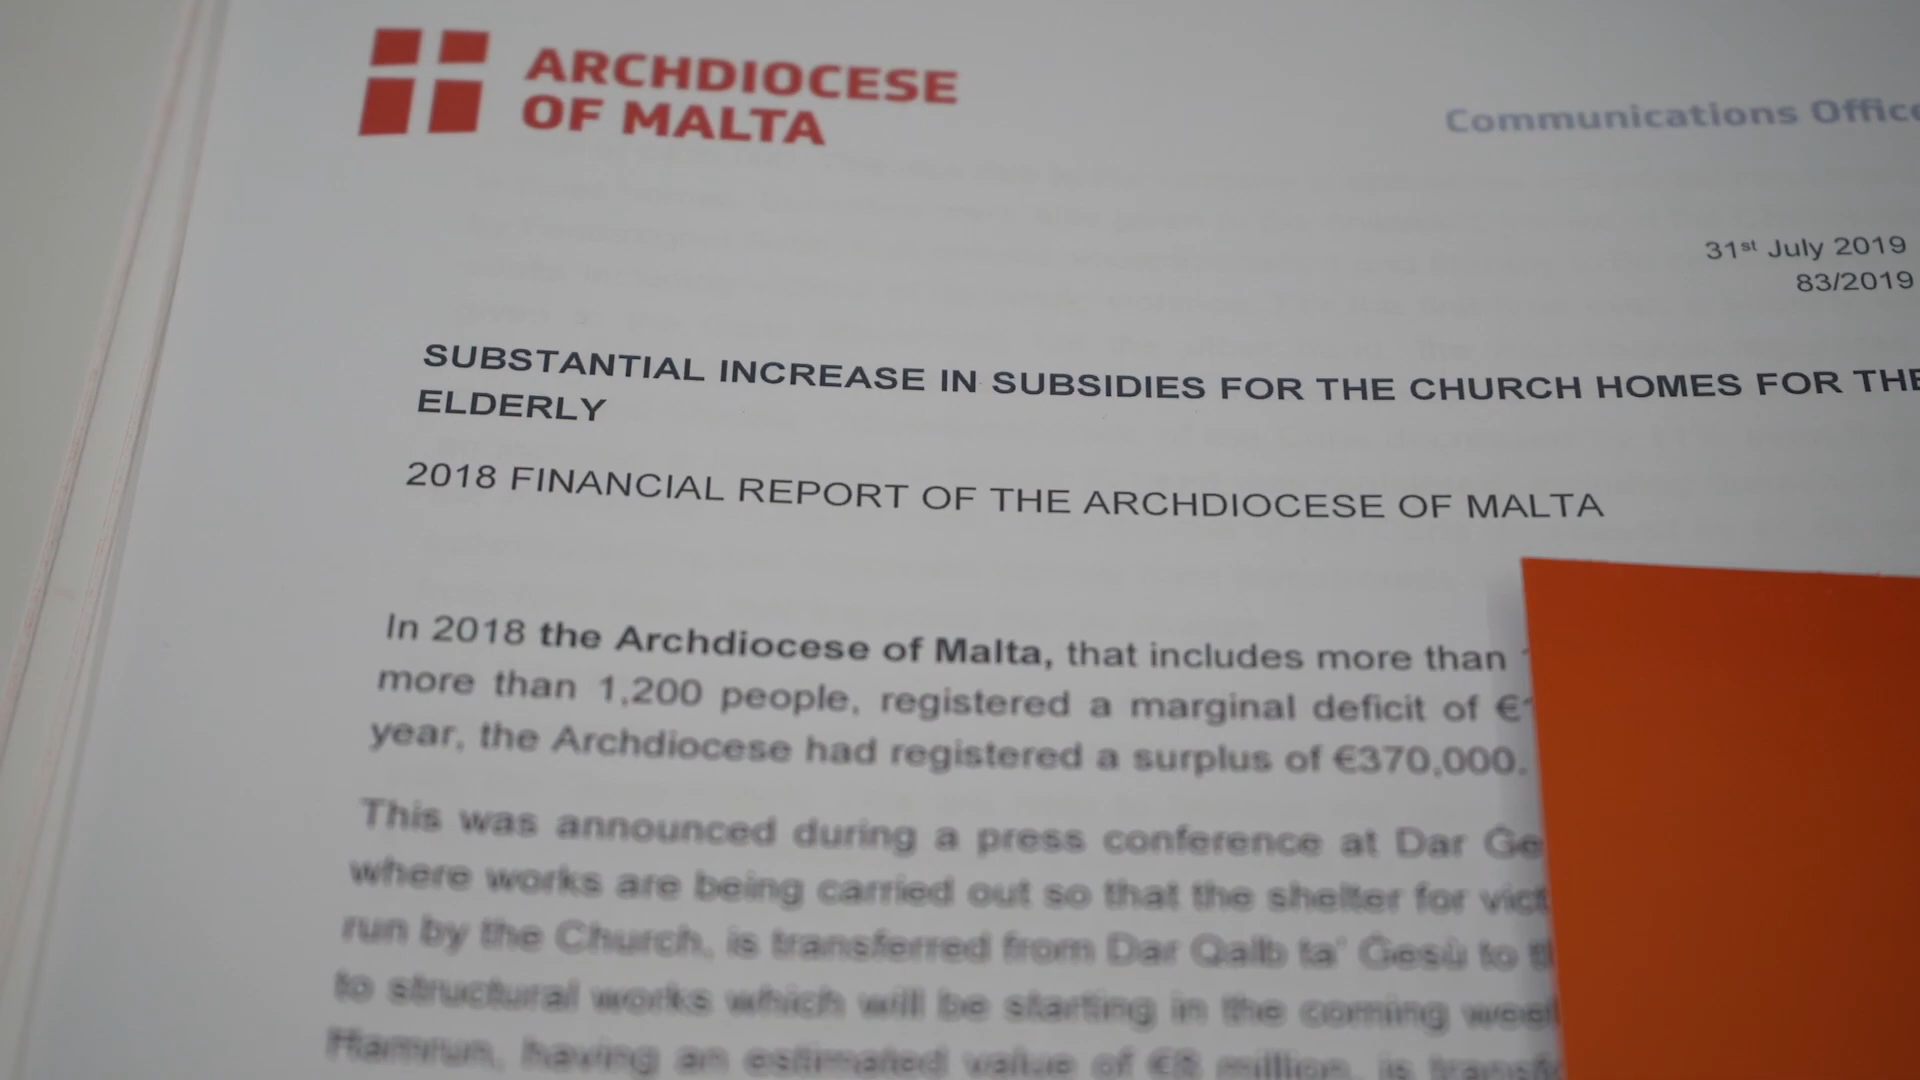 ARCHDIOCESE
OF MALTA
Communications Office
31st July 2019
83/2019
SUBSTANTIAL INCREASE IN SUBSIDIES FOR THE CHURCH HOMES FOR THE
ELDERLY
2018 FINANCIAL REPORT OF THE ARCHDIOCESE OF MALTA
In 2018 the Archdiocese of Malta, that includes more than
more than 1,200 people, registered a marginal deficit of
year, the Archdiocese had registered a surplus of €370,000.
This was announced during a press conference at Dar
where works are being carried out so that the shelter for
run by the Church, is transferred from Dar Qalb ta' Ġesù to
to structural works which will be starting in the coming
Hamrun, having an estimated value of million, is